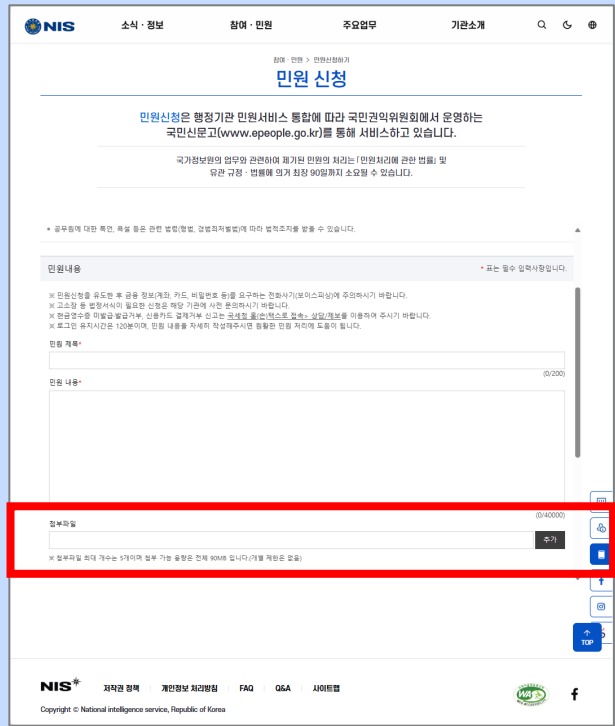 NIS
소식 · 정보
참여 · 민원
주요업무
기관소개
참여 · 민원 > 민원신청하기
민원 신청
민원신청은 행정기관 민원서비스 통합에 따라 국민권익위원회에서 운영하는
국민신문고(www.epeople.go.kr)를 통해 서비스하고 있습니다.
국가정보원의 업무와 관련하여 제기된 민원의 처리는 「민원처리에 관한 법률」 및
유관 규정 · 법률에 의거 최장 90일까지 소요될 수 있습니다.
공무원에 대한 폭언, 욕설 등은 관련 법령(형법, 경범죄처벌법)에 따라 법적조치를 받을 수 있습니다.
민원내용
* 표는 필수 입력사항입니다.
※ 민원신청을 유도한 후 금융 정보(계좌, 카드, 비밀번호 등)를 요구하는 전화사기(보이스피싱)에 주의하시기 바랍니다.
※ 고소장 등 법정서식이 필요한 신청은 해당 기관에 사전 문의하시기 바랍니다.
※ 현금영수증 미발급·발급거부, 신용카드 결제거부 신고는 국세청 홈(손)택스로 접속> 상담/제보를 이용하여 주시기 바랍니다.
※ 로그인 유지시간은 120분이며, 민원 내용을 자세히 작성해주시면 원활한 민원 처리에 도움이 됩니다.
민원 제목*
(0/200)
민원 내용*
(0/40000)
첨부파일
추가
※ 첨부파일 최대 개수는 5개이며 첨부 가능 용량은 전체 90MB 입니다.(개별 제한은 없음)
TOP
NIS
저작권 정책
개인정보 처리방침
FAQ
Q&A
사이트맵
WA
Copyright © National intelligence service, Republic of Korea